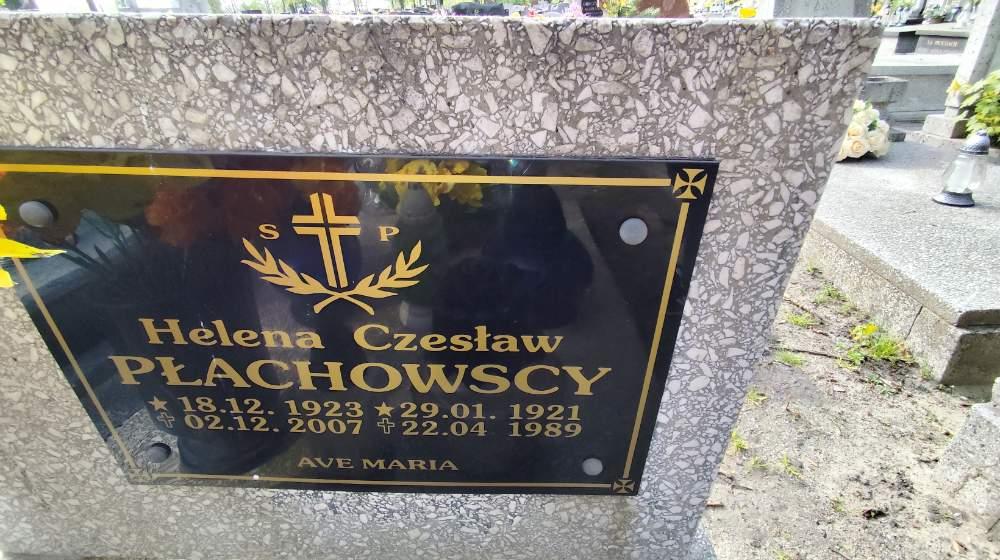 S P
Helena Czesław
PŁACHOWSCY
★ 18.12. 1923 ★ 29.01. 1921
✝ 02.12. 2007 ✝ 22.04 1989
AVE MARIA